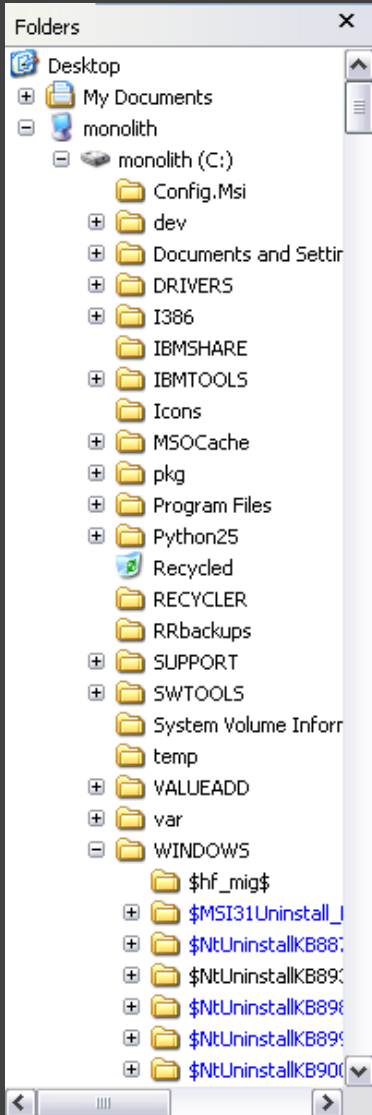 Folders
Desktop
My Documents
monolith
monolith (C:)
Config.Msi
dev
Documents and Settir
DRIVERS
I386
IBMSHARE
IBMTOOLS
Icons
MSOCache
pkg
Program Files
Python25
Recycled
RECYCLER
RRbackups
SUPPORT
SWTOOLS
System Volume Inforr
temp
VALUEADD
var
WINDOWS
$hf_mig$
$MSI31Uninstall_
$NtUninstallKB887
$NtUninstallKB893
$NtUninstallKB898
$NtUninstallKB899
$NtUninstallKB900